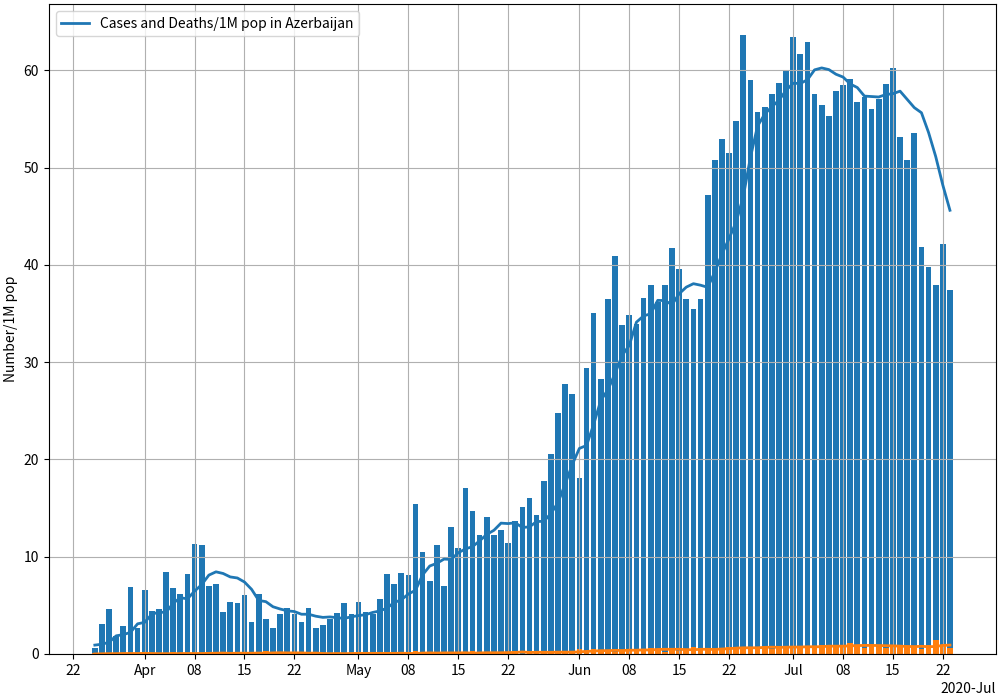 Cases and Deaths/1M pop in Azerbaijan
Number/1M pop
60
50
40
30
20
10
0
22 Apr 08 15 22 May 08 15 22 Jun 08 15 22 Jul 08 15 22
2020-Jul